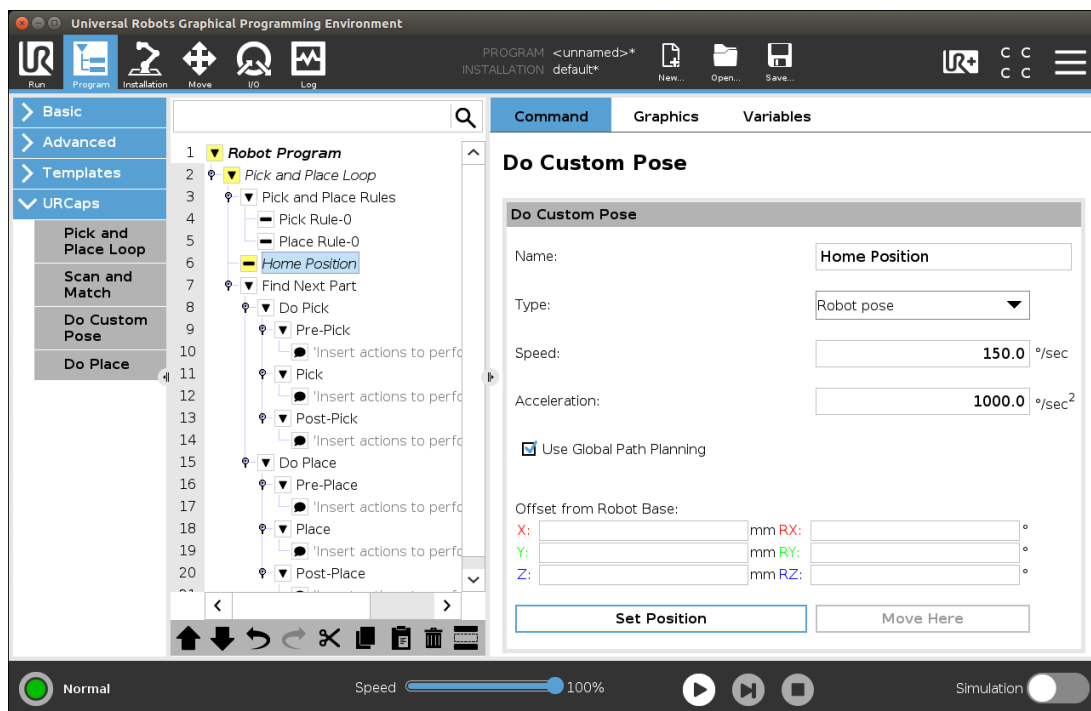 Universal Robots Graphical Programming Environment
UR
Run
Program
Installation
Move
I/O
Log
PROGRAM <unnamed>*
INSTALLATION default*
New...
Open...
Save...
UR+
C C
C C
Basic
Advanced
Templates
URCaps
Pick and
Place Loop
Scan and
Match
Do Custom
Pose
Do Place
1 Robot Program
2 Pick and Place Loop
3 Pick and Place Rules
4 Pick Rule-0
5 Place Rule-0
6 Home Position
7 Find Next Part
8 Do Pick
9 Pre-Pick
10 'Insert actions to perfo
11 Pick
12 'Insert actions to perfo
13 Post-Pick
14 'Insert actions to perfo
15 Do Place
16 Pre-Place
17 'Insert actions to perfo
18 Place
19 'Insert actions to perfo
20 Post-Place
Command Graphics Variables
Do Custom Pose
Do Custom Pose
Name: Home Position
Type: Robot pose
Speed: 150.0 °/sec
Acceleration: 1000.0 °/sec²
Use Global Path Planning
Offset from Robot Base:
X: mm RX: °
Y: mm RY: °
Z: mm RZ: °
Set Position Move Here
Normal Speed 100% Simulation